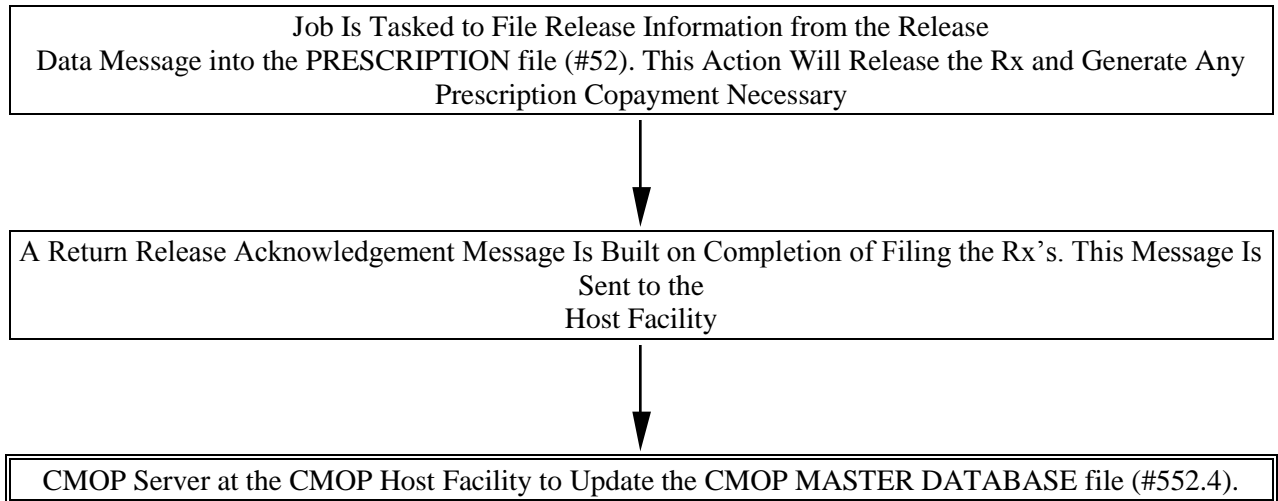 Job Is Tasked to File Release Information from the Release
Data Message into the PRESCRIPTION file (#52). This Action Will Release the Rx and Generate Any
Prescription Copayment Necessary
A Return Release Acknowledgement Message Is Built on Completion of Filing the Rx’s. This Message Is
Sent to the
Host Facility
CMOP Server at the CMOP Host Facility to Update the CMOP MASTER DATABASE file (#552.4).